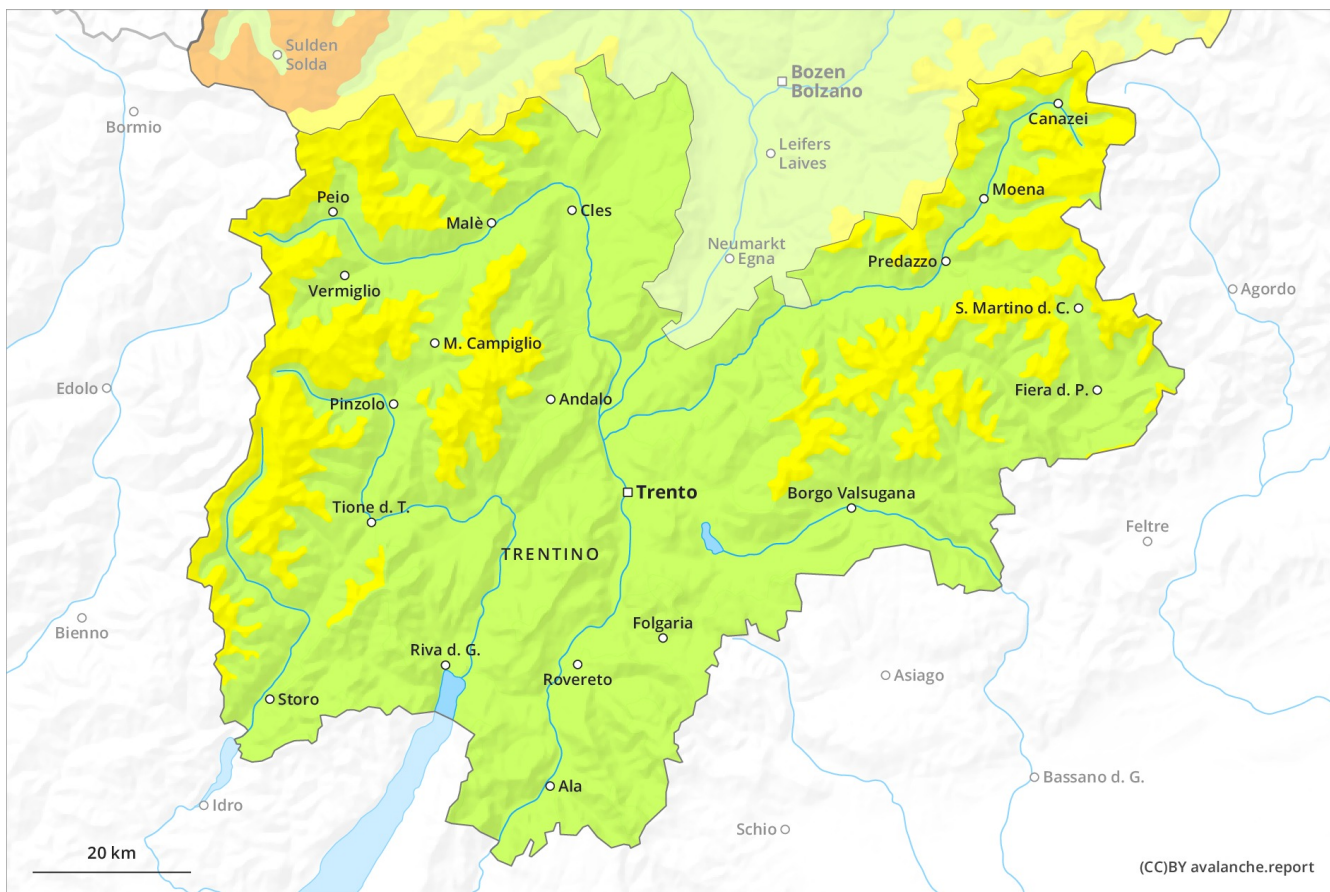 Sulden
Solda
Bozen
Bolzano
Bormio
Canazei
Leifers
Laives
Peio
Moena
Malè
Cles
Neumarkt
Egna
Predazzo
Vermiglio
Agordo
S. Martino d. C.
M. Campiglio
Edolo
Pinzolo
Andalo
Fiera d. P.
Trento
Borgo Valsugana
Tione d. T.
Feltre
TRENTINO
Bienno
Folgaria
Riva d. G.
Rovereto
Asiago
Storo
Bassano d. G.
Ala
Idro
Schio
20 km
(CC)BY avalanche.report